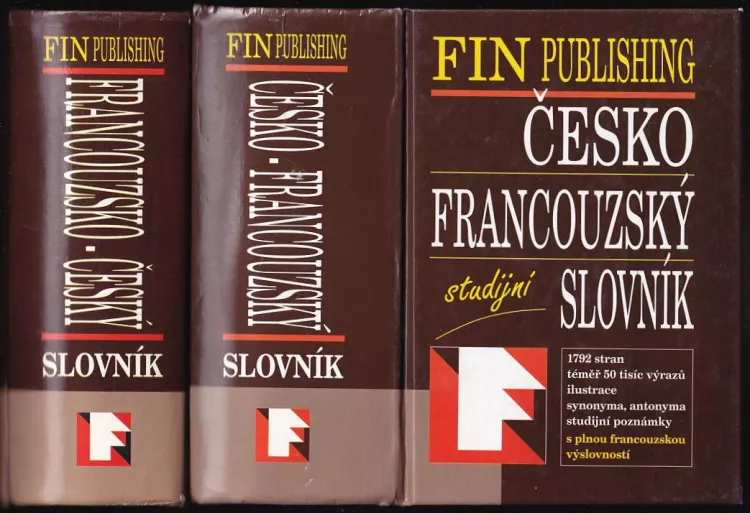 FIN PUBLISHING
FRANCOUZSKO - ČESKÝ
SLOVNÍK
FIN PUBLISHING
ČESKO - FRANCOUZSKÝ
SLOVNÍK
FIN PUBLISHING
ČESKO
FRANCOUZSKÝ
studijní
SLOVNÍK
1792 stran
téměř 50 tisíc výrazů
ilustrace
synonyma, antonyma
studijní poznámky
s plnou francouzskou
výslovností